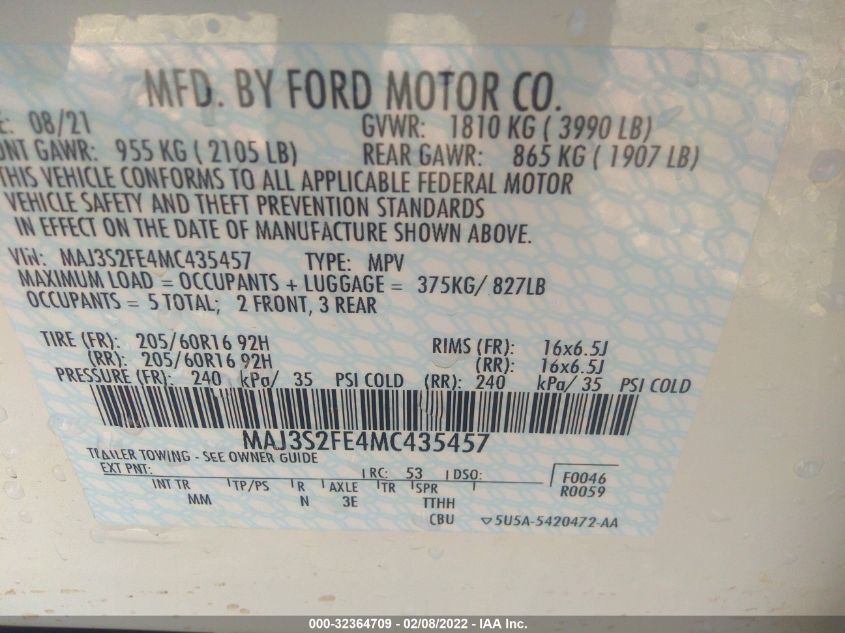 MFD. BY FORD MOTOR CO.
E: 08/21 GVWR: 1810 KG ( 3990 LB)
ONT GAWR: 955 KG ( 2105 LB) REAR GAWR: 865 KG ( 1907 LB)
THIS VEHICLE CONFORMS TO ALL APPLICABLE FEDERAL MOTOR
VEHICLE SAFETY AND THEFT PREVENTION STANDARDS
IN EFFECT ON THE DATE OF MANUFACTURE SHOWN ABOVE.
VIN: MAJ3S2FE4MC435457 TYPE: MPV
MAXIMUM LOAD = OCCUPANTS + LUGGAGE = 375KG/ 827LB
OCCUPANTS = 5 TOTAL; 2 FRONT, 3 REAR
TIRE (FR): 205/60R16 92H RIMS (FR): 16x6.5J
(RR): 205/60R16 92H (RR): 16x6.5J
PRESSURE (FR): 240 kPa/ 35 PSI COLD (RR): 240 kPa/ 35 PSI COLD
MAJ3S2FE4MC435457
TRAILER TOWING - SEE OWNER GUIDE
EXT PNT: RC: 53 DSO: F0046
INT TR TP/PS R AXLE TR SPR R0059
MM N 3E TTHH
CBU ▽5U5A-5420472-AA
000-32364709 - 02/08/2022 - IAA Inc.